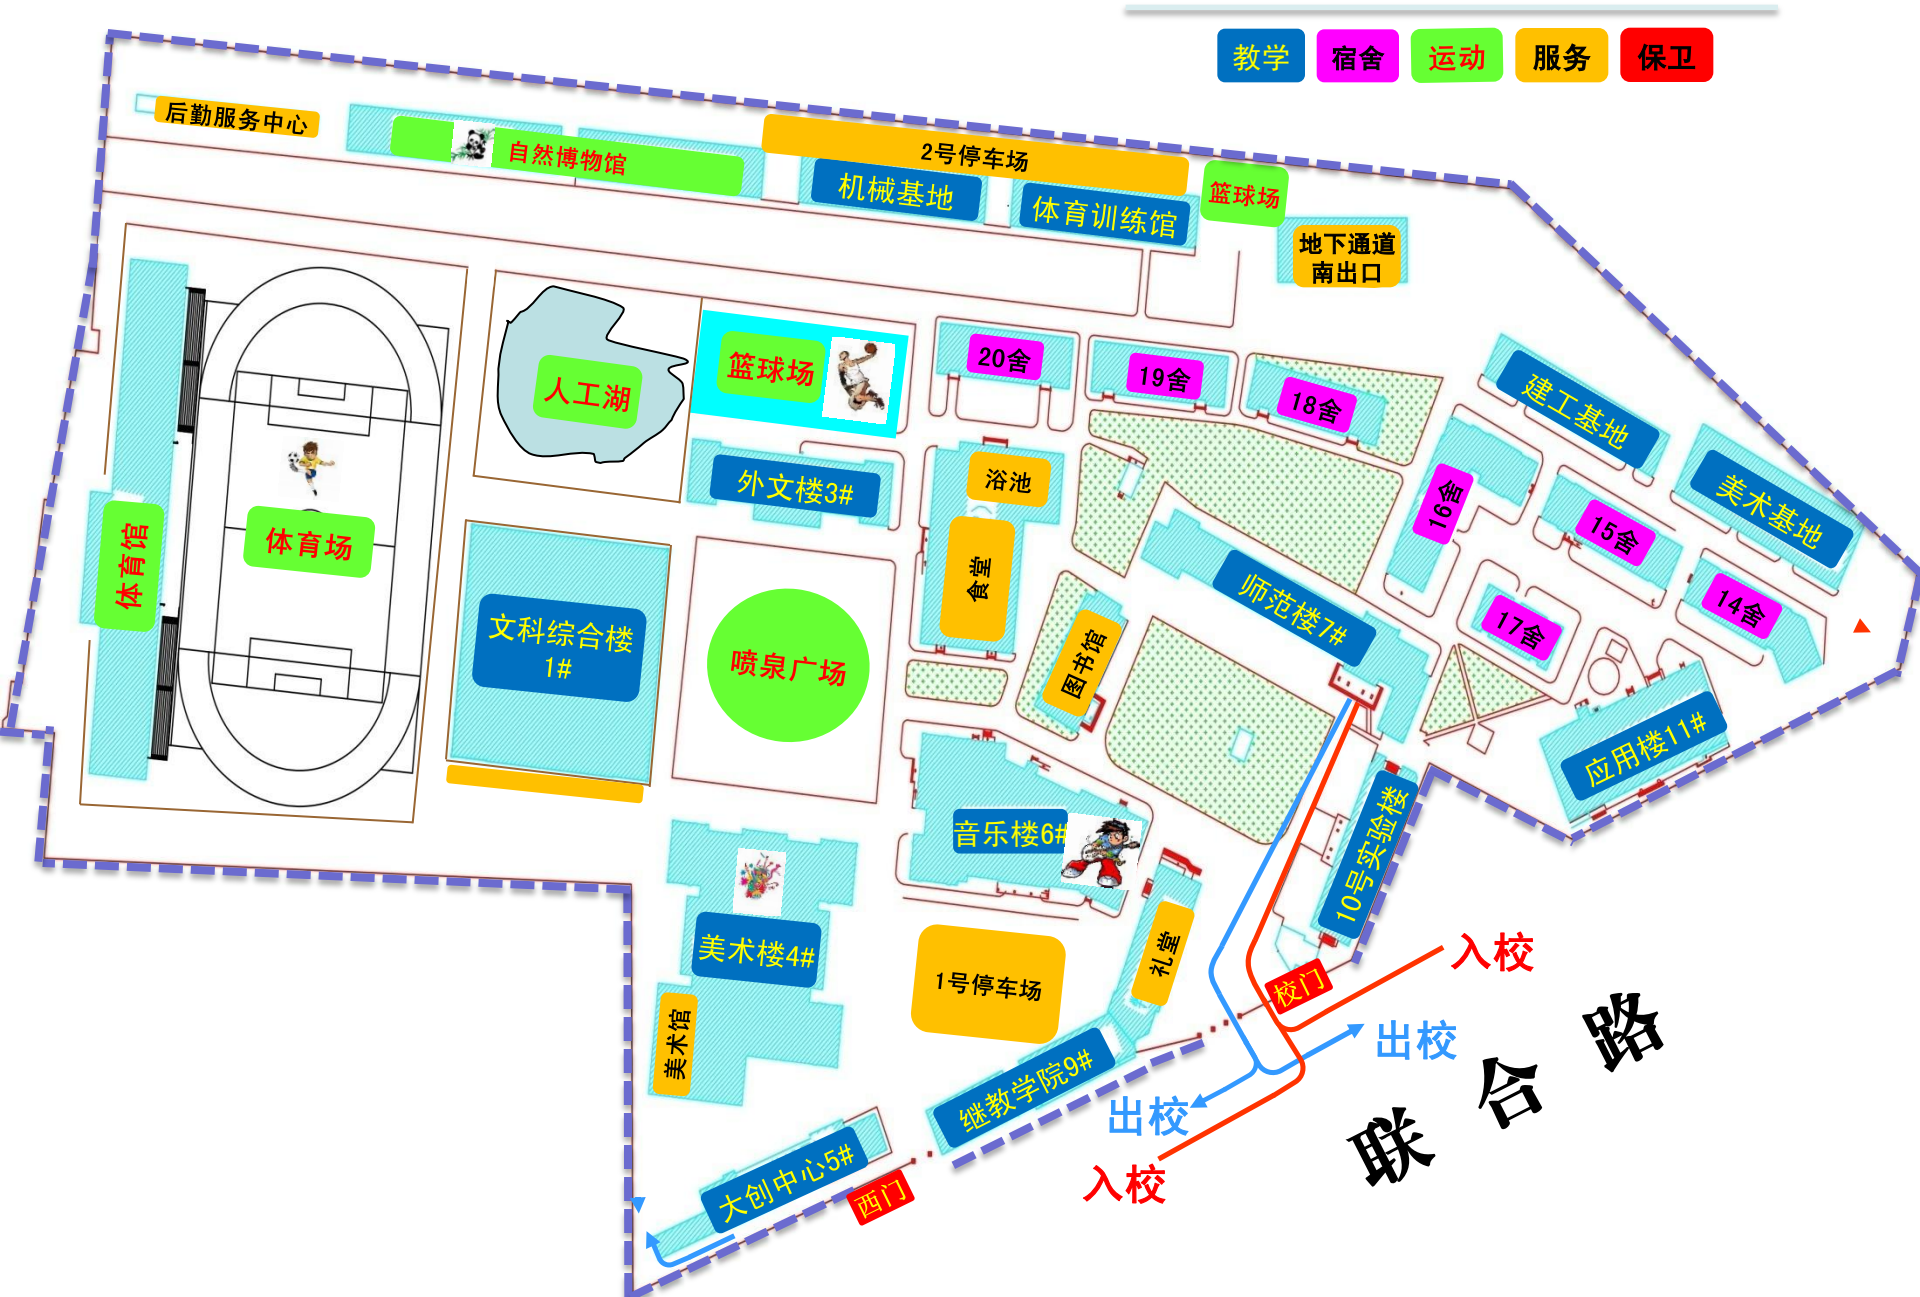 教学
宿舍
运动
服务
保卫
后勤服务中心
自然博物馆
2号停车场
机械基地
体育训练馆
篮球场
地下通道
南出口
人工湖
篮球场
20舍
19舍
18舍
建工基地
美术基地
外文楼3#
浴池
16舍
15舍
14舍
17舍
体育馆
体育场
食堂
师范楼7#
文科综合楼
1#
喷泉广场
图书馆
应用楼11#
音乐楼6#
10号实验楼
美术楼4#
1号停车场
礼堂
美术馆
校门
入校
出校
继教学院9#
出校
入校
大创中心5#
西门
联合路